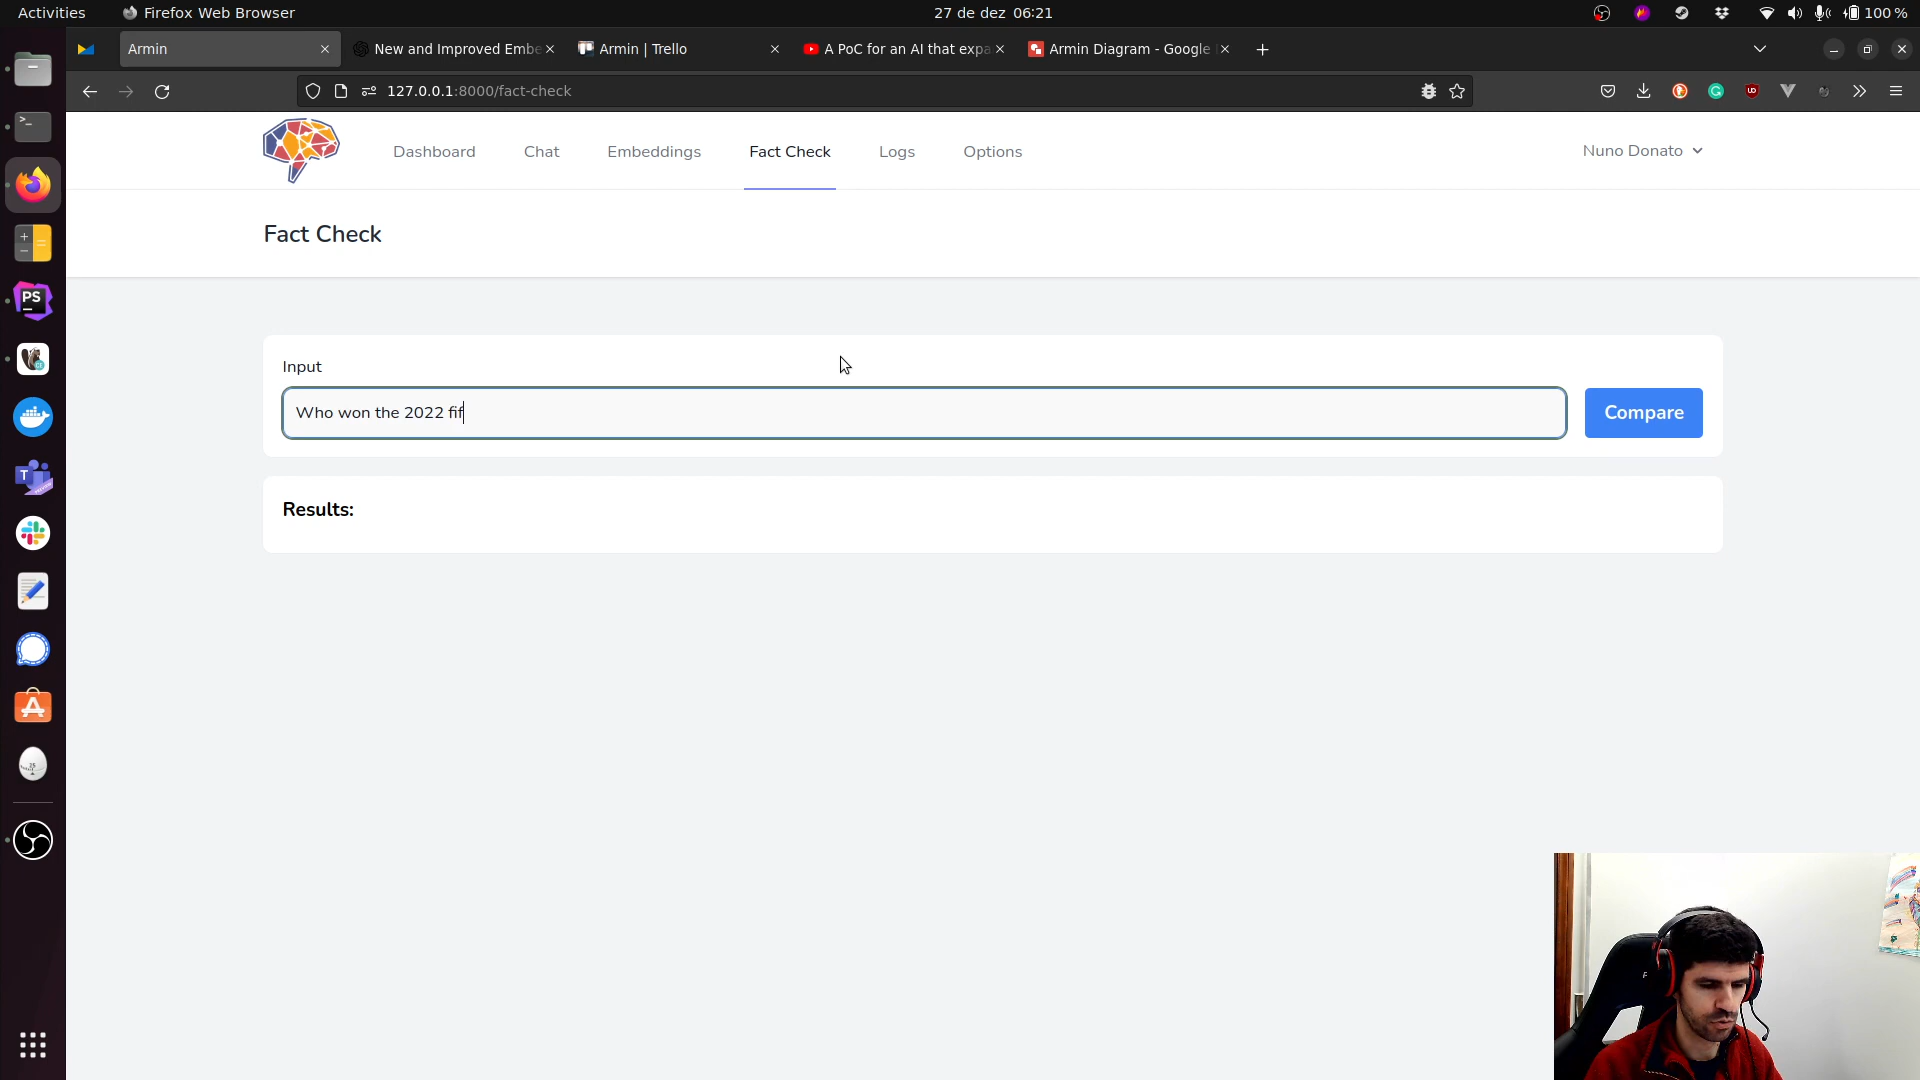 Activities Firefox Web Browser 27 de dez 06:21 100 %
Armin New and Improved Embe Armin | Trello A PoC for an AI that expa Armin Diagram - Google
127.0.0.1:8000/fact-check
Dashboard Chat Embeddings Fact Check Logs Options Nuno Donato
Fact Check
Input
Who won the 2022 fif
Compare
Results:
PS
T
25